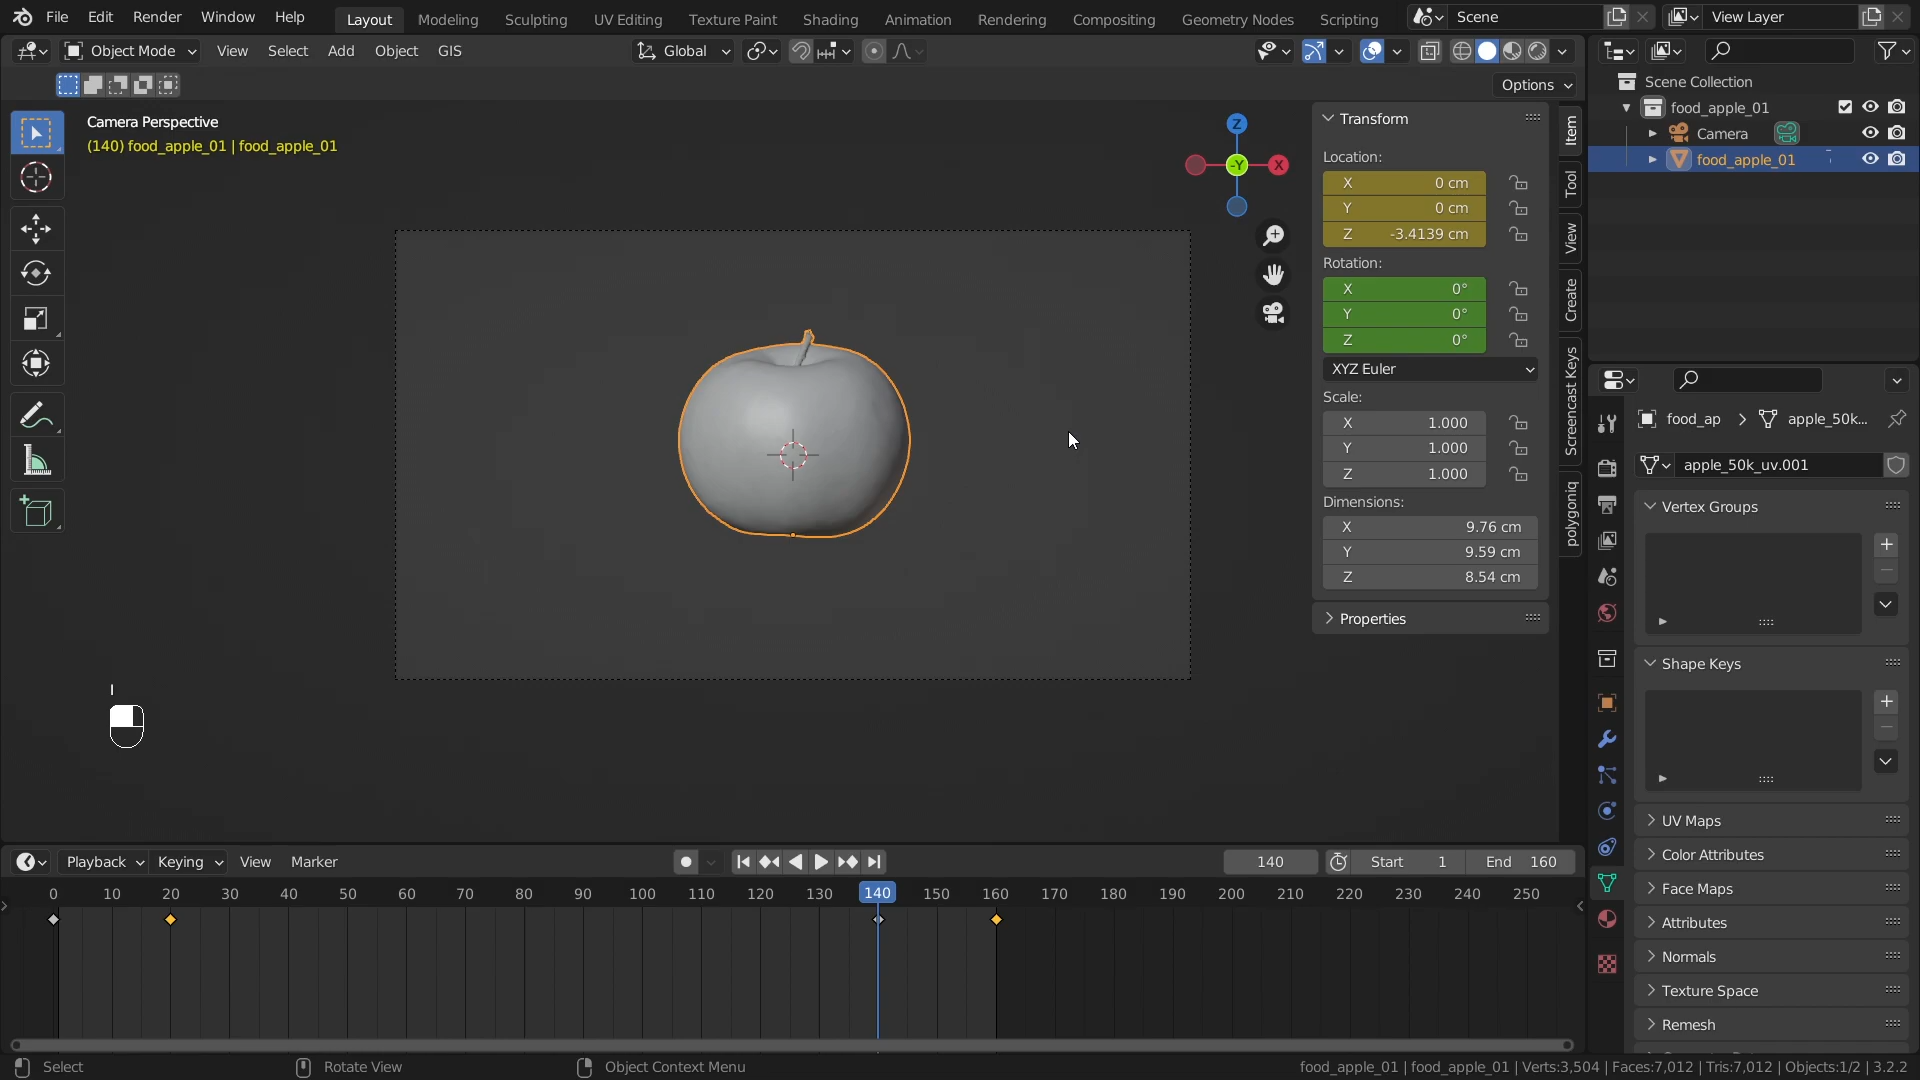 File Edit Render Window Help Layout Modeling Sculpting UV Editing Texture Paint Shading Animation Rendering Compositing Geometry Nodes Scripting Scene View Layer
Object Mode View Select Add Object GIS Global
Options
Camera Perspective
(140) food_apple_01 | food_apple_01
Z
-Y
X
Transform
Location:
X 0 cm
Y 0 cm
Z -3.4139 cm
Rotation:
X 0°
Y 0°
Z 0°
XYZ Euler
Scale:
X 1.000
Y 1.000
Z 1.000
Dimensions:
X 9.76 cm
Y 9.59 cm
Z 8.54 cm
Properties
Item
Tool
View
Create
Screencast Keys
polygoniq
Scene Collection
food_apple_01
Camera
food_apple_01
food_ap apple_50k...
apple_50k_uv.001
Vertex Groups
Shape Keys
UV Maps
Color Attributes
Face Maps
Attributes
Normals
Texture Space
Remesh
I
Playback Keying View Marker 140 Start 1 End 160
0 10 20 30 40 50 60 70 80 90 100 110 120 130 140 150 160 170 180 190 200 210 220 230 240 250
Select Rotate View Object Context Menu food_apple_01 | food_apple_01 | Verts:3,504 | Faces:7,012 | Tris:7,012 | Objects:1/2 | 3.2.2